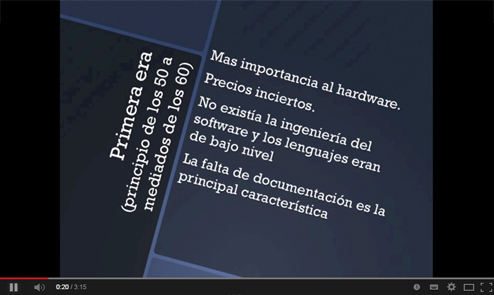 Primera era
(principio de los 50 a
mediados de los 60)
Mas importancia al hardware.
Precios inciertos.
No existía la ingeniería del
software y los lenguajes eran
de bajo nivel
La falta de documentación es la
principal característica
0:20 / 3:15